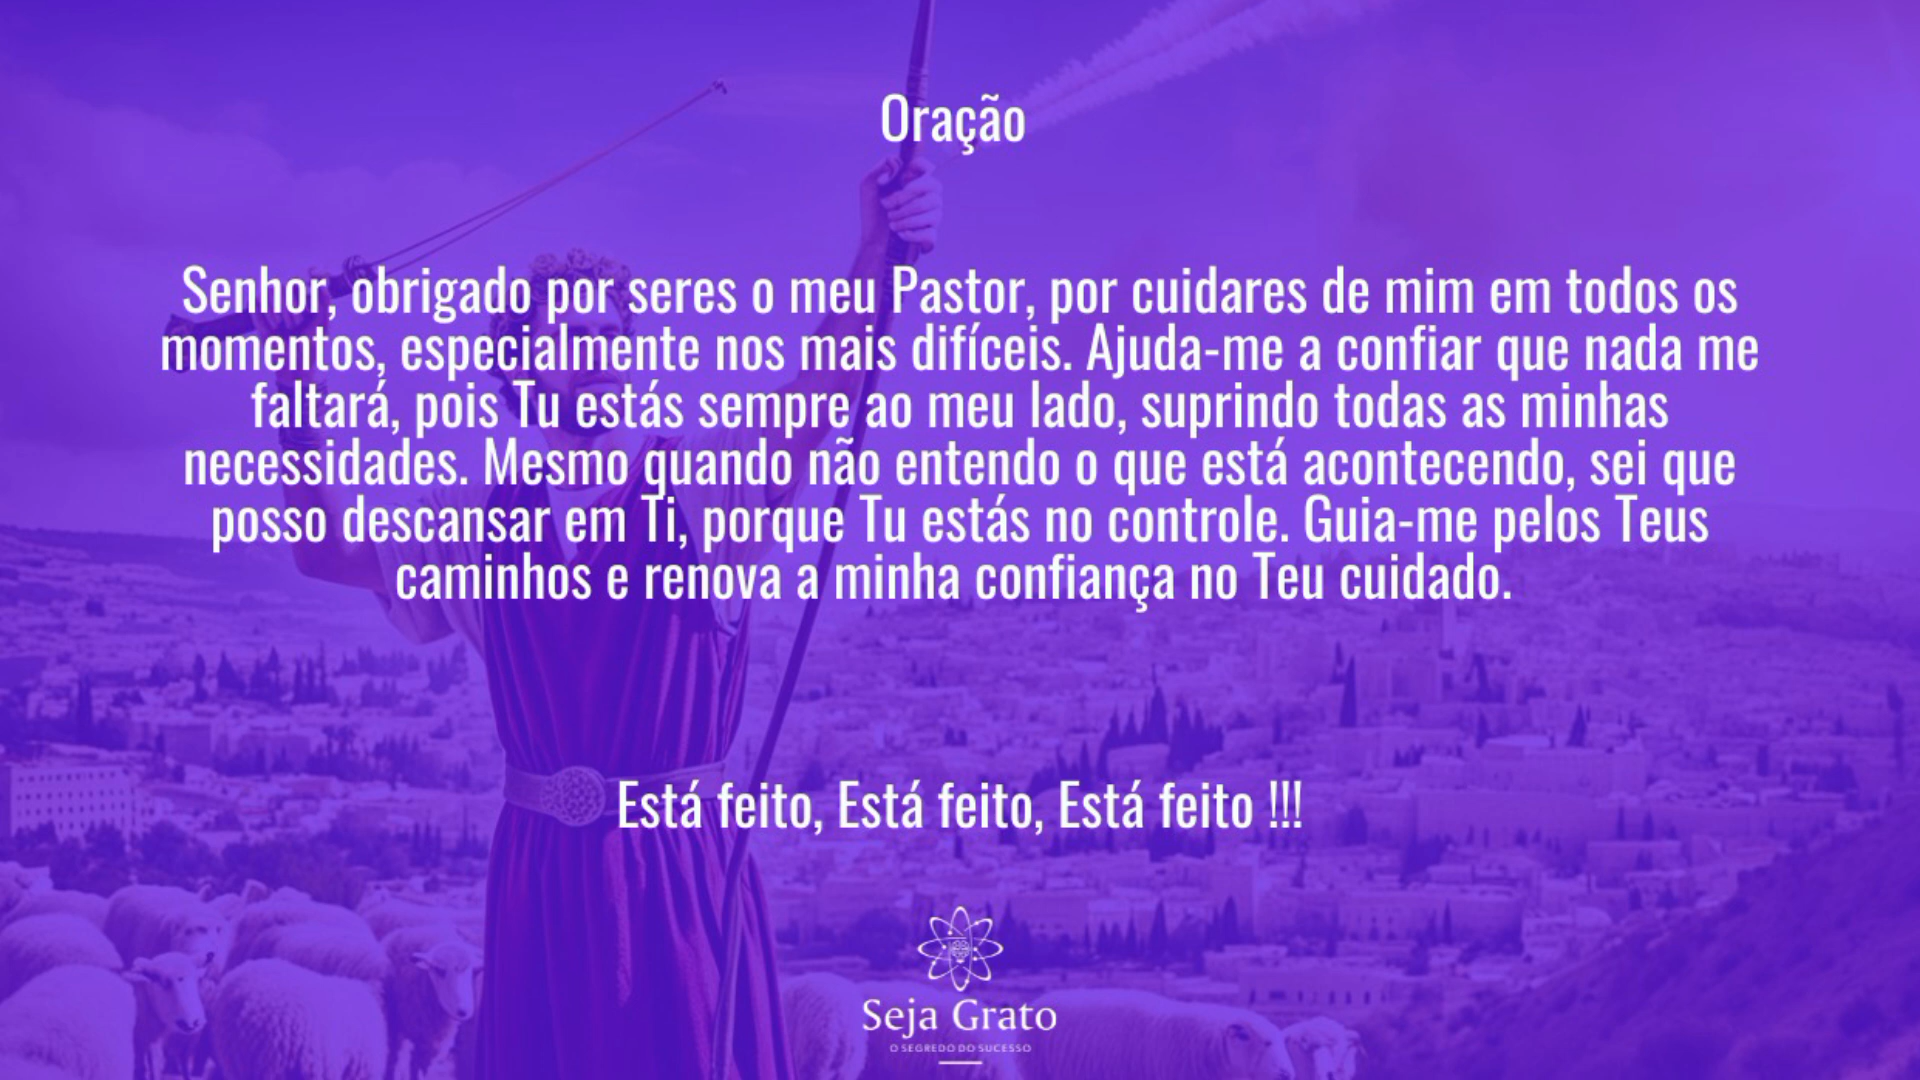 Oração
Senhor, obrigado por seres o meu Pastor, por cuidares de mim em todos os
momentos, especialmente nos mais difíceis. Ajuda-me a confiar que nada me
faltará, pois Tu estás sempre ao meu lado, suprindo todas as minhas
necessidades. Mesmo quando não entendo o que está acontecendo, sei que
posso descansar em Ti, porque Tu estás no controle. Guia-me pelos Teus
caminhos e renova a minha confiança no Teu cuidado.
Está feito, Está feito, Está feito !!!
Seja Grato
O SEGREDO DO SUCESSO